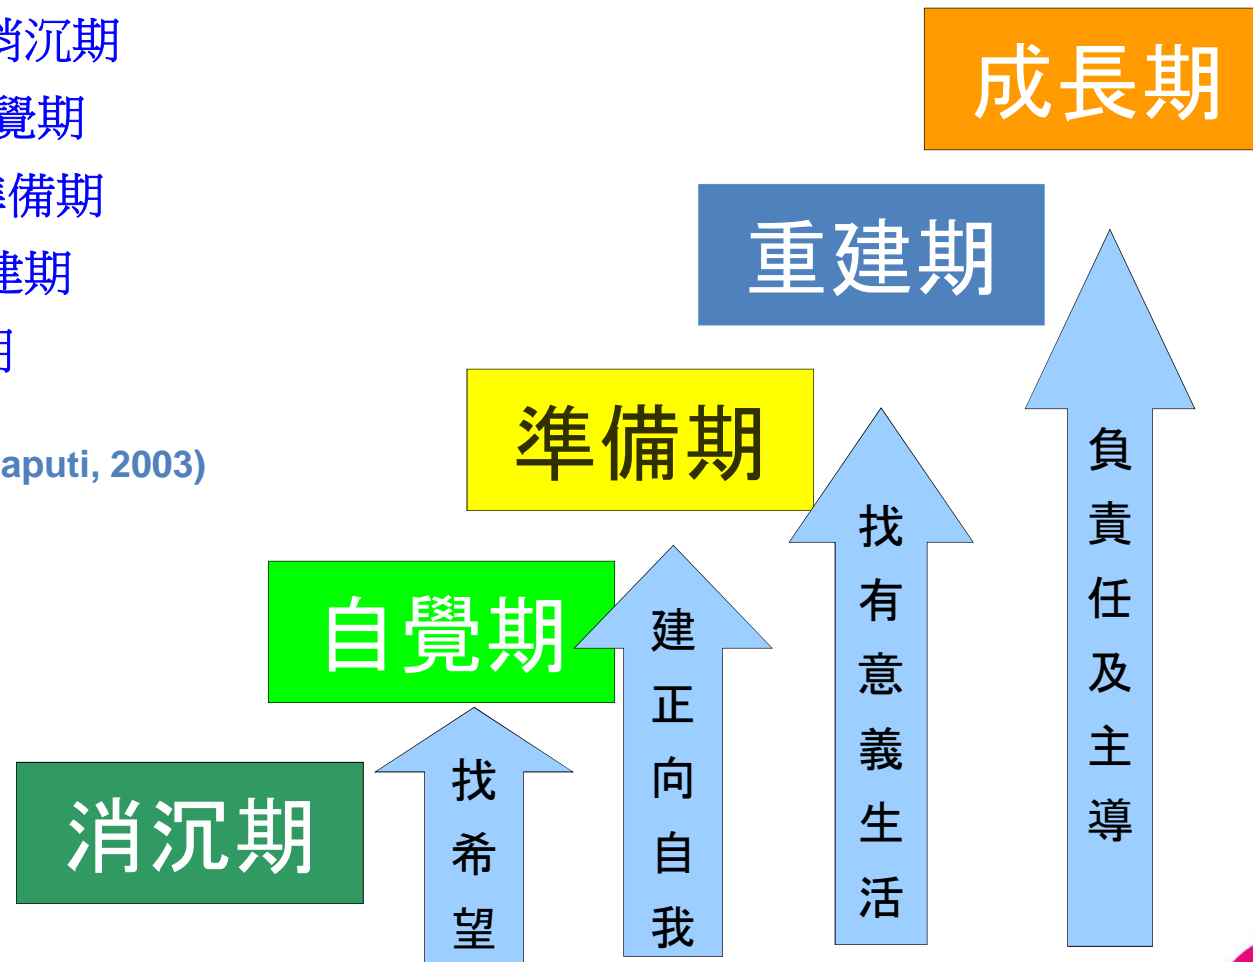 消沉期
覺期
備期
建期
期
aputi, 2003)
成長期
重建期
準備期
自覺期
消沉期
找希望
建正向自我
找有意義生活
負責任及主導